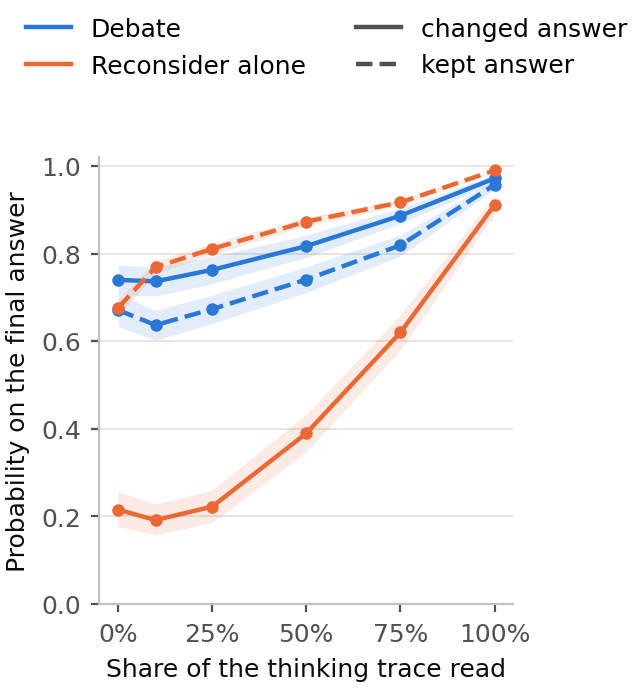 Debate
Reconsider alone
changed answer
kept answer
Probability on the final answer
1.0
0.8
0.6
0.4
0.2
0.0
0%
25%
50%
75%
100%
Share of the thinking trace read